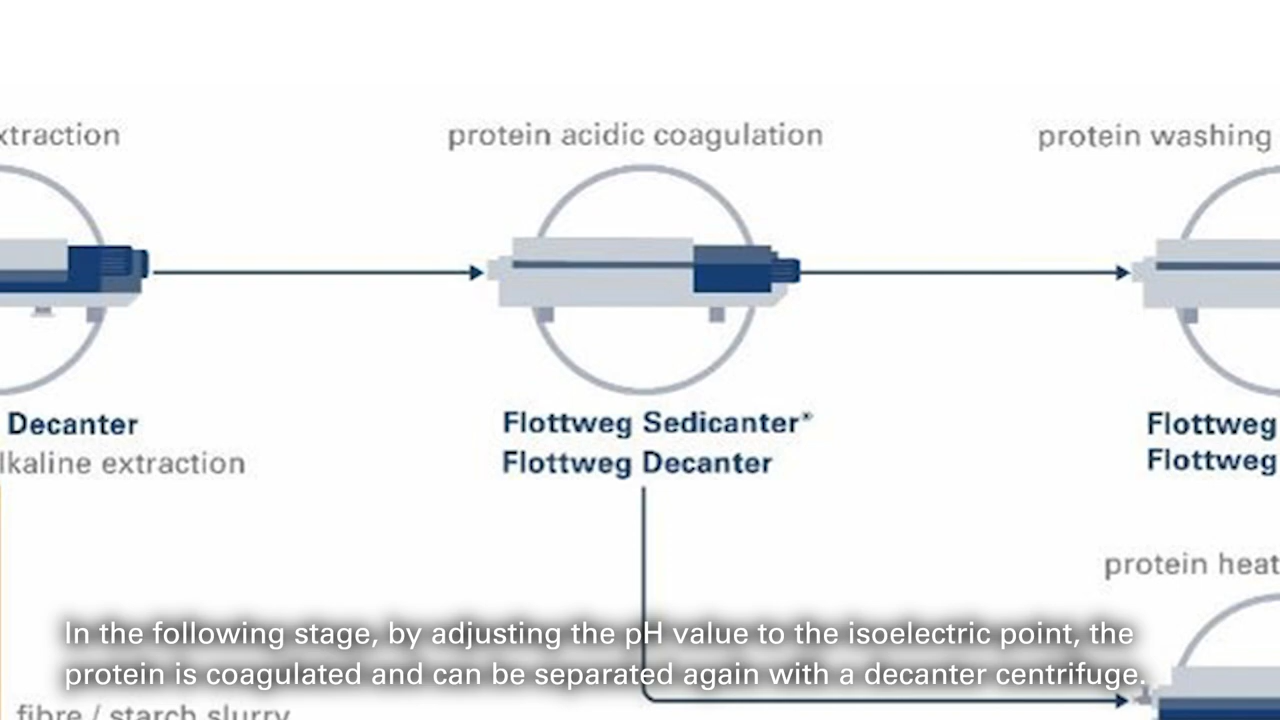 xtraction
protein acidic coagulation
protein washing
Decanter
lkaline extraction
Flottweg Sedicanter®
Flottweg Decanter
Flottweg
Flottweg
protein heat
In the following stage, by adjusting the pH value to the isoelectric point, the
protein is coagulated and can be separated again with a decanter centrifuge.
fibre / starch slurry